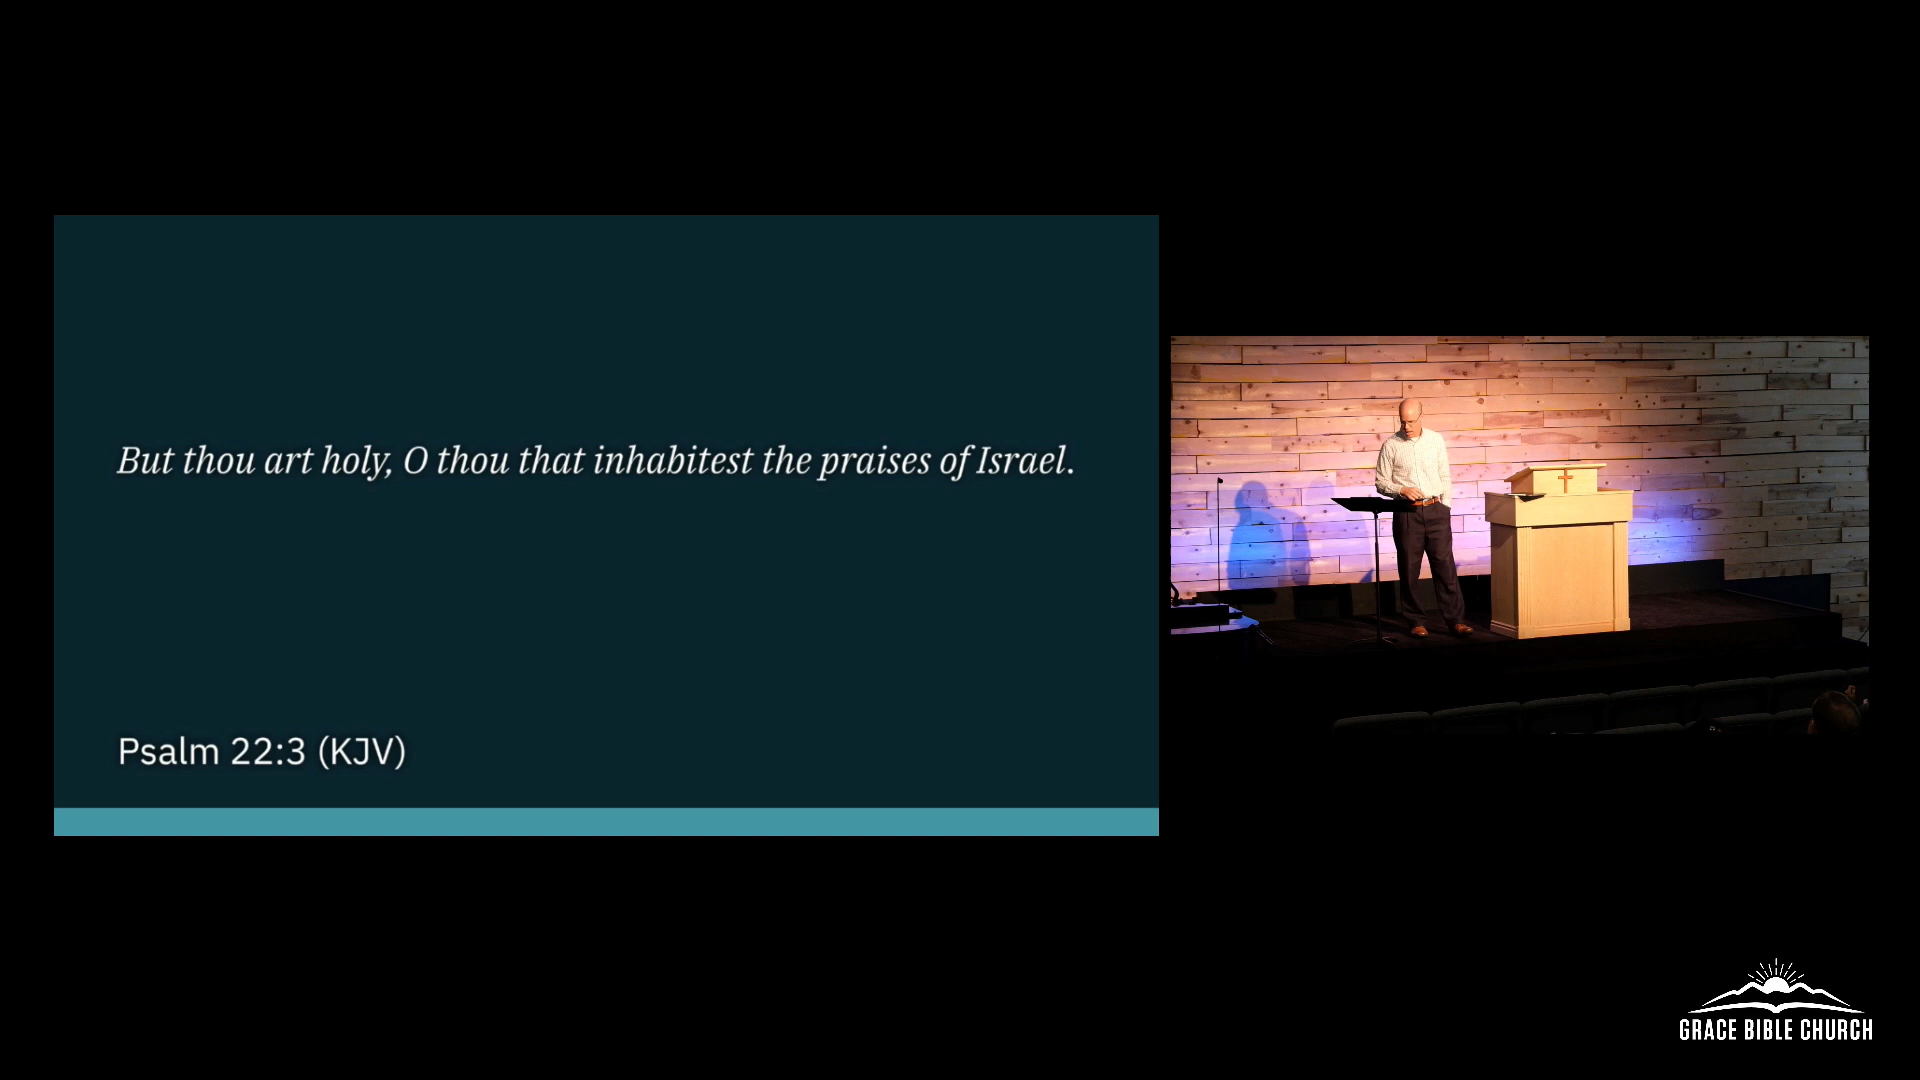 But thou art holy, O thou that inhabitest the praises of Israel.
Psalm 22:3 (KJV)
GRACE BIBLE CHURCH